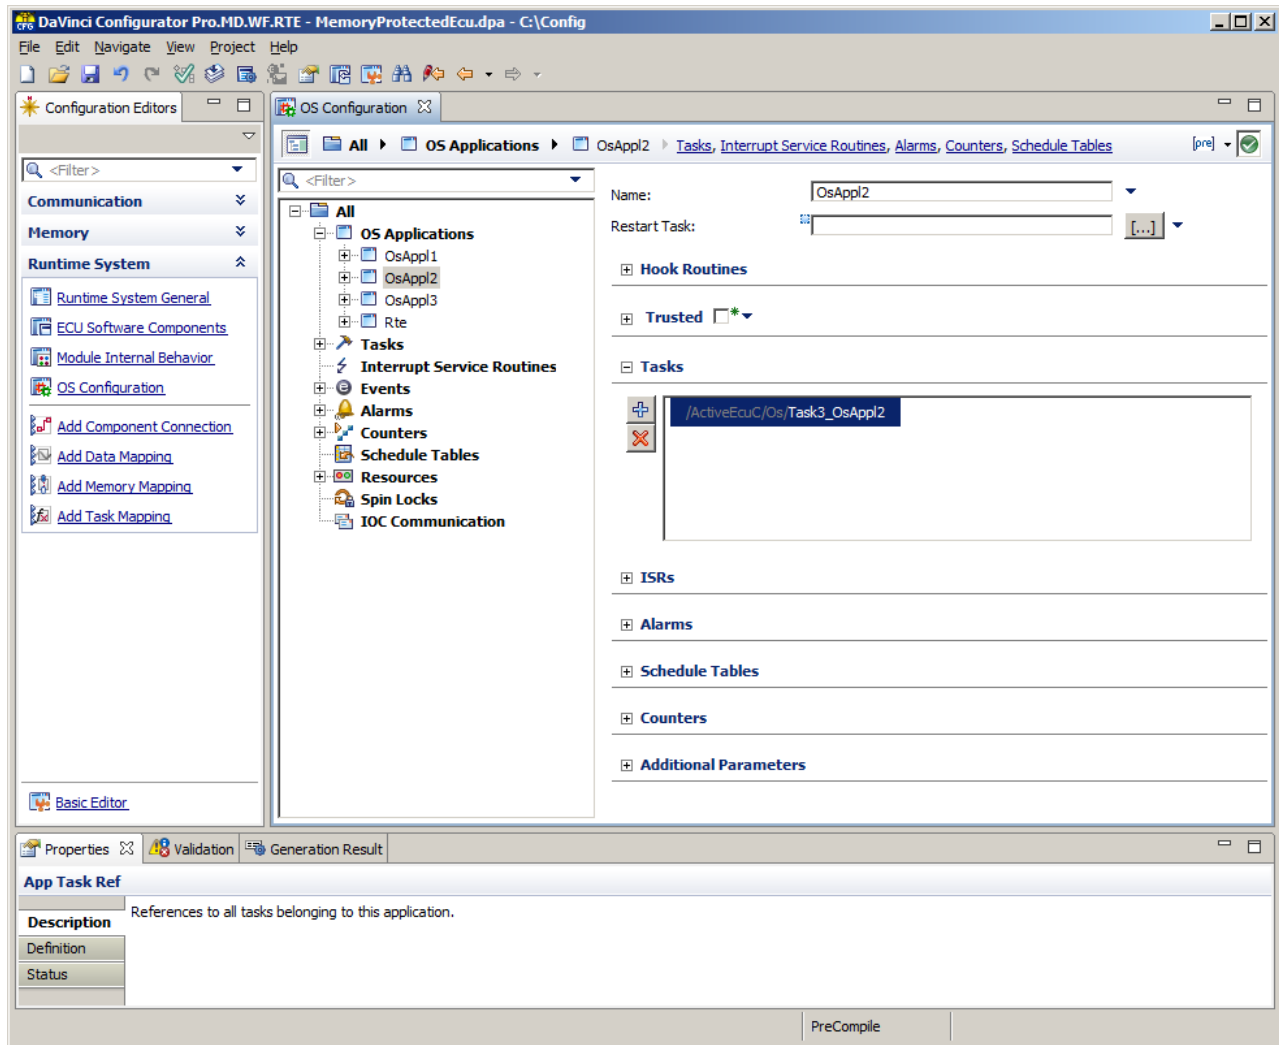 DaVinci Configurator Pro.MD.WF.RTE - MemoryProtectedEcu.dpa - C:\Config
File Edit Navigate View Project Help
Configuration Editors
<Filter>
Communication
Memory
Runtime System
Runtime System General
ECU Software Components
Module Internal Behavior
OS Configuration
Add Component Connection
Add Data Mapping
Add Memory Mapping
Add Task Mapping
Basic Editor
OS Configuration
All OS Applications OsAppl2 Tasks, Interrupt Service Routines, Alarms, Counters, Schedule Tables [pre]
<Filter>
All
OS Applications
OsAppl1
OsAppl2
OsAppl3
Rte
Tasks
Interrupt Service Routines
Events
Alarms
Counters
Schedule Tables
Resources
Spin Locks
IOC Communication
Name: OsAppl2
Restart Task: [...]
Hook Routines
Trusted *
Tasks
/ActiveEcuC/Os/Task3_OsAppl2
ISRs
Alarms
Schedule Tables
Counters
Additional Parameters
Properties Validation Generation Result
App Task Ref
Description
Definition
Status
References to all tasks belonging to this application.
PreCompile